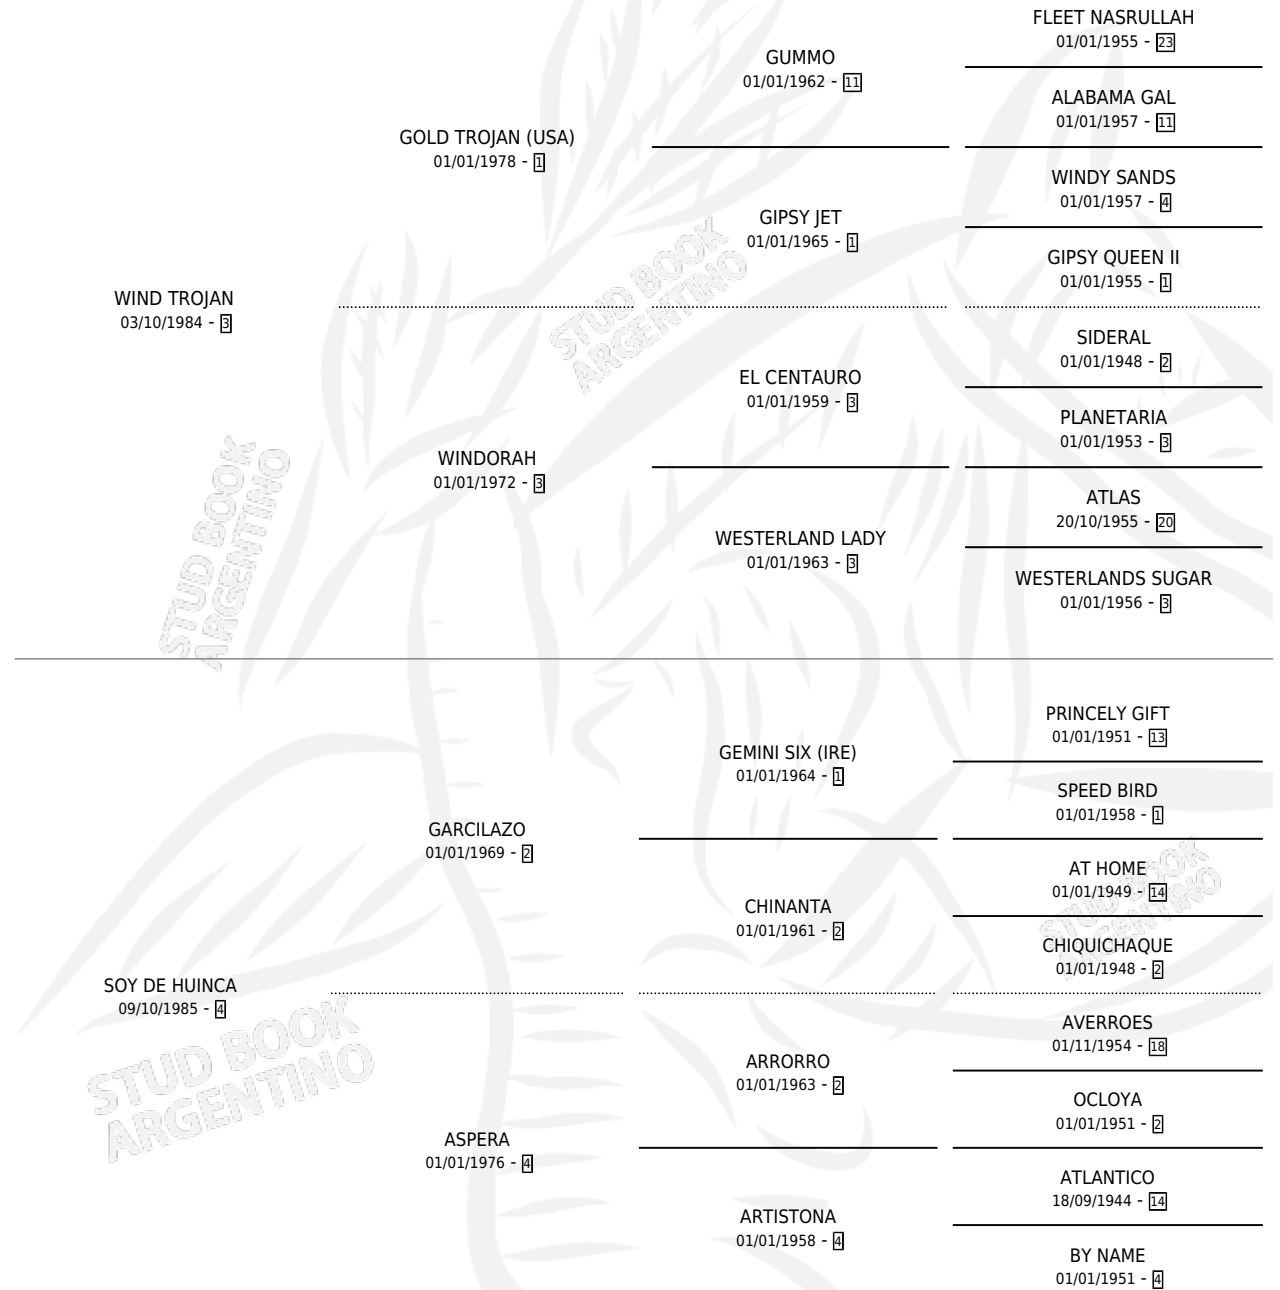 FLEET NASRULLAH
01/01/1955 - 23
GUMMO
01/01/1962 - 11
ALABAMA GAL
01/01/1957 - 11
GOLD TROJAN (USA)
01/01/1978 - 1
WINDY SANDS
01/01/1957 - 4
GIPSY JET
01/01/1965 - 1
GIPSY QUEEN II
01/01/1955 - 1
WIND TROJAN
03/10/1984 - 3
SIDERAL
01/01/1948 - 2
EL CENTAURO
01/01/1959 - 3
PLANETARIA
01/01/1953 - 3
WINDORAH
01/01/1972 - 3
ATLAS
20/10/1955 - 20
WESTERLAND LADY
01/01/1963 - 3
WESTERLANDS SUGAR
01/01/1956 - 3
STUD BOOK
ARGENTINO
STUD BOOK
ARGENTINO
PRINCELY GIFT
01/01/1951 - 13
GEMINI SIX (IRE)
01/01/1964 - 1
SPEED BIRD
01/01/1958 - 1
GARCILAZO
01/01/1969 - 2
AT HOME
01/01/1949 - 14
CHINANTA
01/01/1961 - 2
CHIQUICHAQUE
01/01/1948 - 2
SOY DE HUINCA
09/10/1985 - 4
AVERROES
01/11/1954 - 18
ARRORRO
01/01/1963 - 2
OCLOYA
01/01/1951 - 2
ASPERA
01/01/1976 - 4
ATLANTICO
18/09/1944 - 14
ARTISTONA
01/01/1958 - 4
BY NAME
01/01/1951 - 4
STUD BOOK
ARGENTINO
STUD BOOK
ARGENTINO